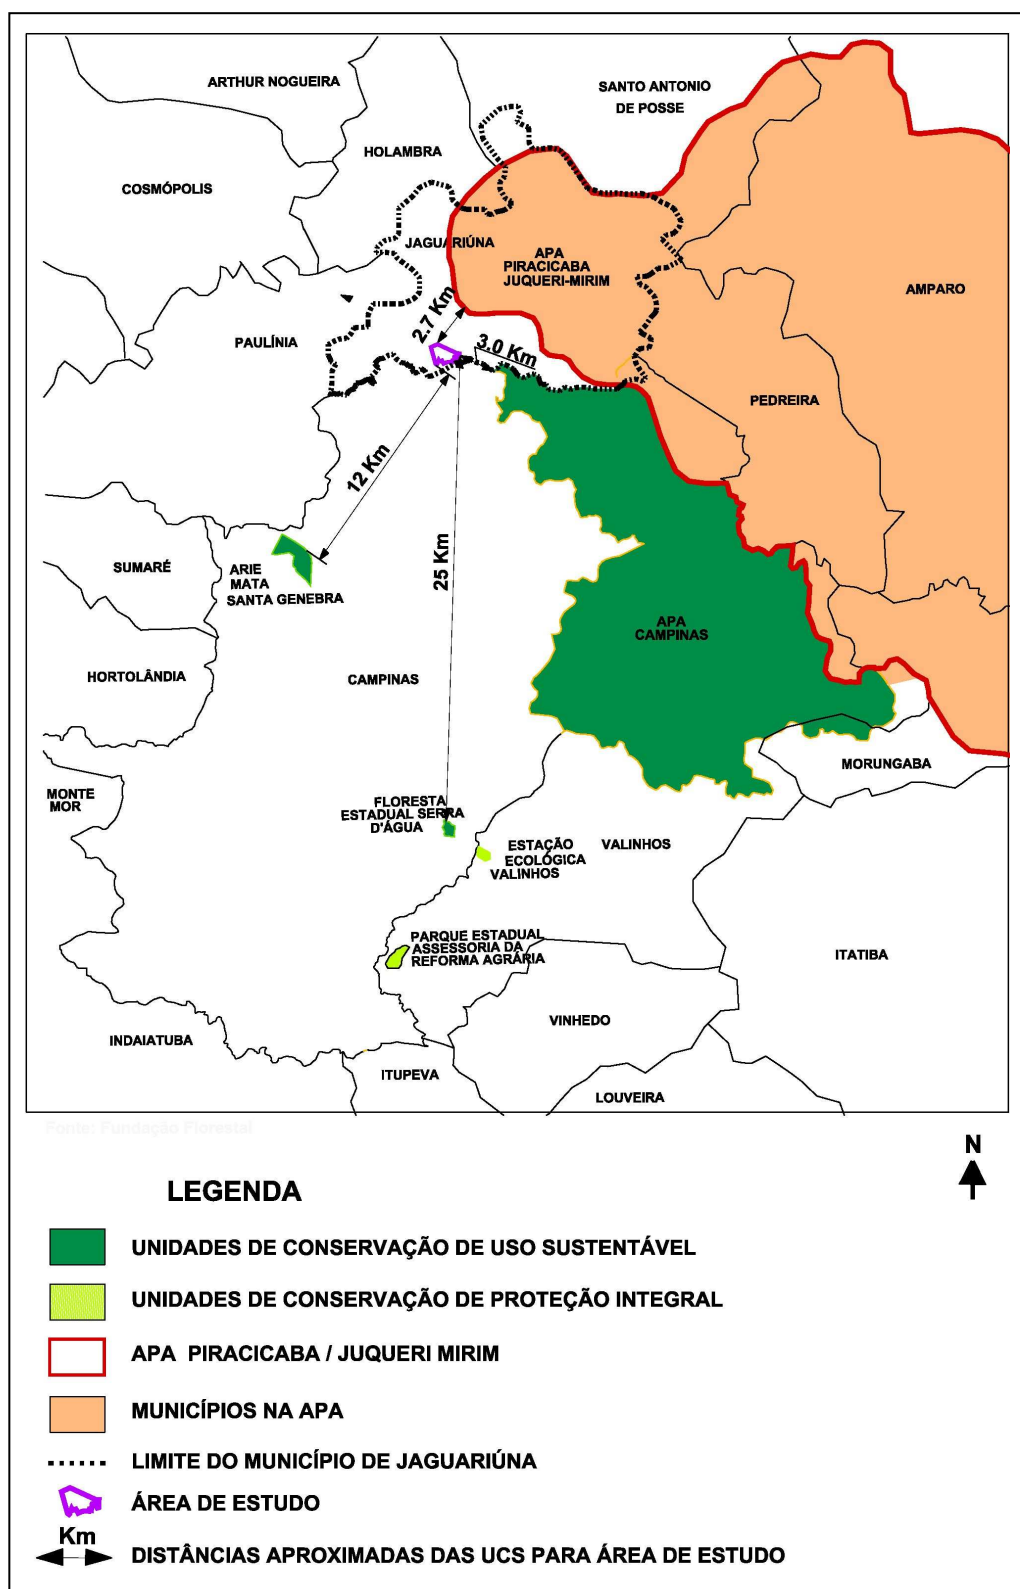 ARTHUR NOGUEIRA
SANTO ANTONIO
DE POSSE
HOLAMBRA
COSMÓPOLIS
JAGUARIÚNA
APA
PIRACICABA
JUQUERI-MIRIM
AMPARO
2.7 Km
PAULÍNIA
3.0 Km
PEDREIRA
12 Km
25 Km
SUMARÉ
ARIE
MATA
SANTA GENEBRA
APA
CAMPINAS
HORTOLÂNDIA
CAMPINAS
MORUNGABA
MONTE
MOR
FLORESTA
ESTADUAL SERRA
D'ÁGUA
ESTAÇÃO
ECOLÓGICA
VALINHOS
VALINHOS
PARQUE ESTADUAL
ASSESSORIA DA
REFORMA AGRÁRIA
ITATIBA
VINHEDO
INDAIATUBA
ITUPEVA
LOUVEIRA
Fonte: Fundação Florestal
N
LEGENDA
UNIDADES DE CONSERVAÇÃO DE USO SUSTENTÁVEL
UNIDADES DE CONSERVAÇÃO DE PROTEÇÃO INTEGRAL
APA PIRACICABA / JUQUERI MIRIM
MUNICÍPIOS NA APA
LIMITE DO MUNICÍPIO DE JAGUARIÚNA
ÁREA DE ESTUDO
Km
DISTÂNCIAS APROXIMADAS DAS UCS PARA ÁREA DE ESTUDO